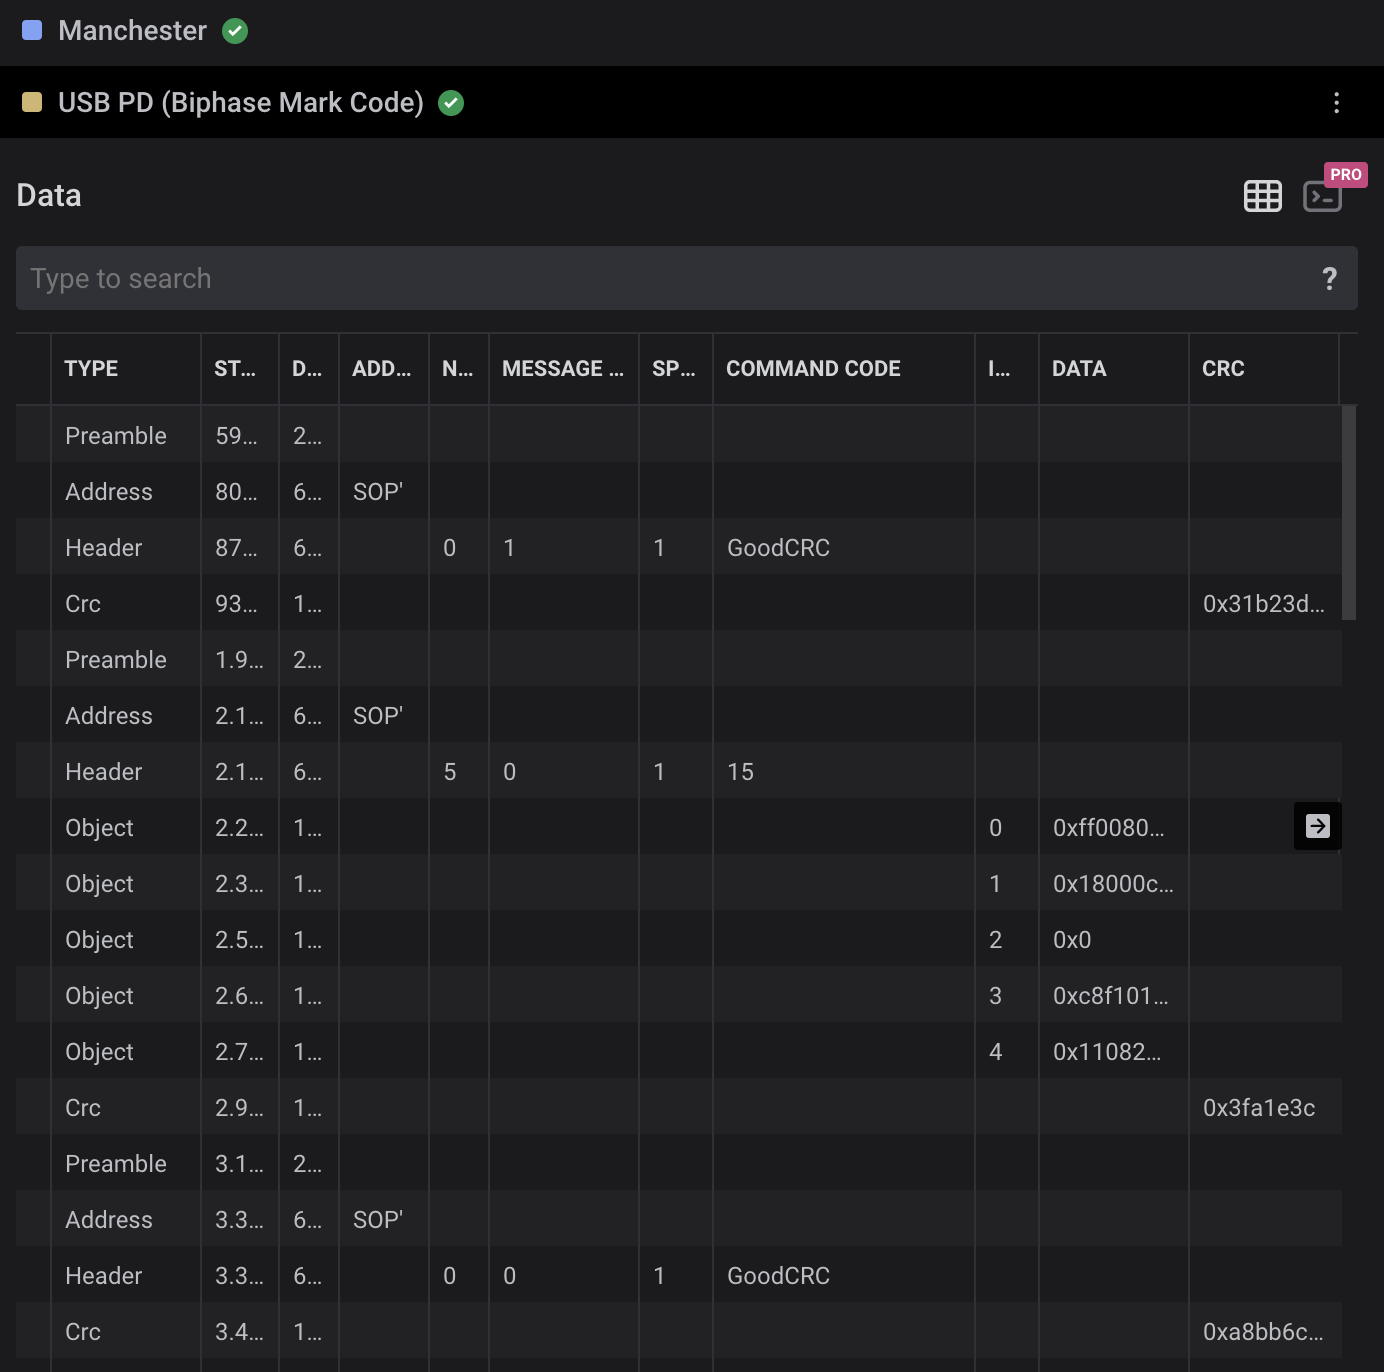 Manchester
USB PD (Biphase Mark Code)
Data
PRO
Type to search ?
TYPE ST... D... ADD... N... MESSAGE ... SP... COMMAND CODE I... DATA CRC
Preamble 59... 2...
Address 80... 6... SOP'
Header 87... 6... 0 1 1 GoodCRC
Crc 93... 1... 0x31b23d...
Preamble 1.9... 2...
Address 2.1... 6... SOP'
Header 2.1... 6... 5 0 1 15
Object 2.2... 1... 0 0xff0080...
Object 2.3... 1... 1 0x18000c...
Object 2.5... 1... 2 0x0
Object 2.6... 1... 3 0xc8f101...
Object 2.7... 1... 4 0x11082...
Crc 2.9... 1... 0x3fa1e3c
Preamble 3.1... 2...
Address 3.3... 6... SOP'
Header 3.3... 6... 0 0 1 GoodCRC
Crc 3.4... 1... 0xa8bb6c...